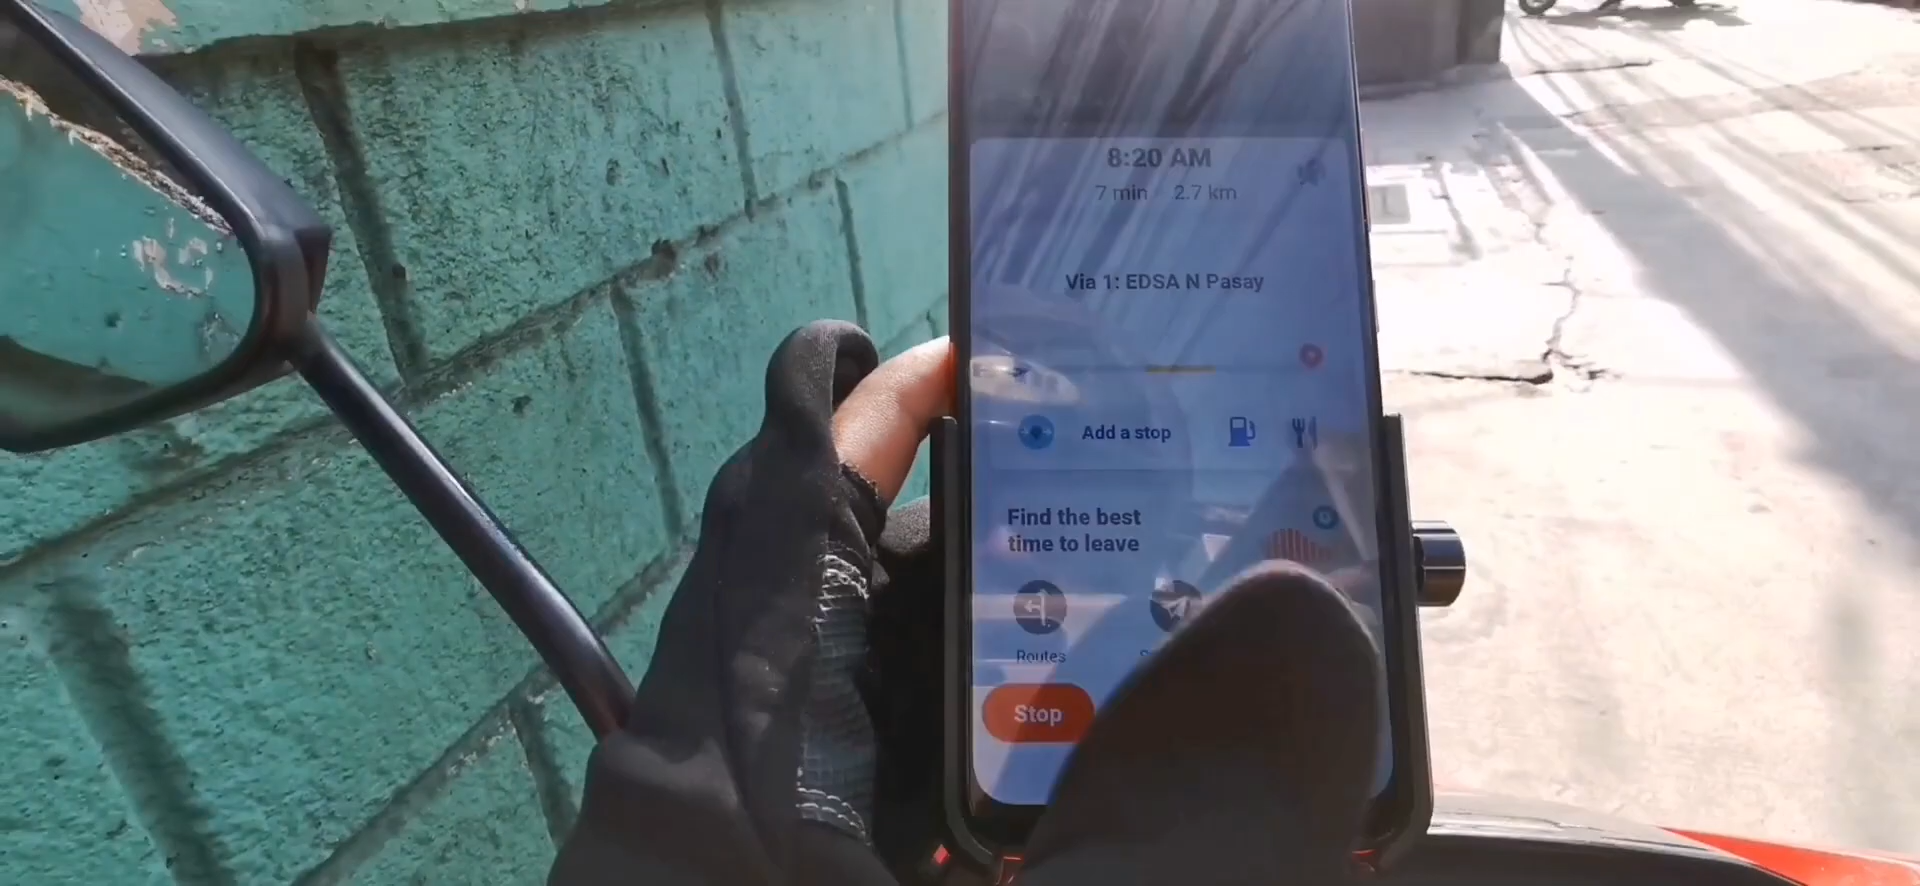 8:20 AM
7 min 2.7 km
Via 1: EDSA N Pasay
Add a stop
Find the best
time to leave
Routes
Stop